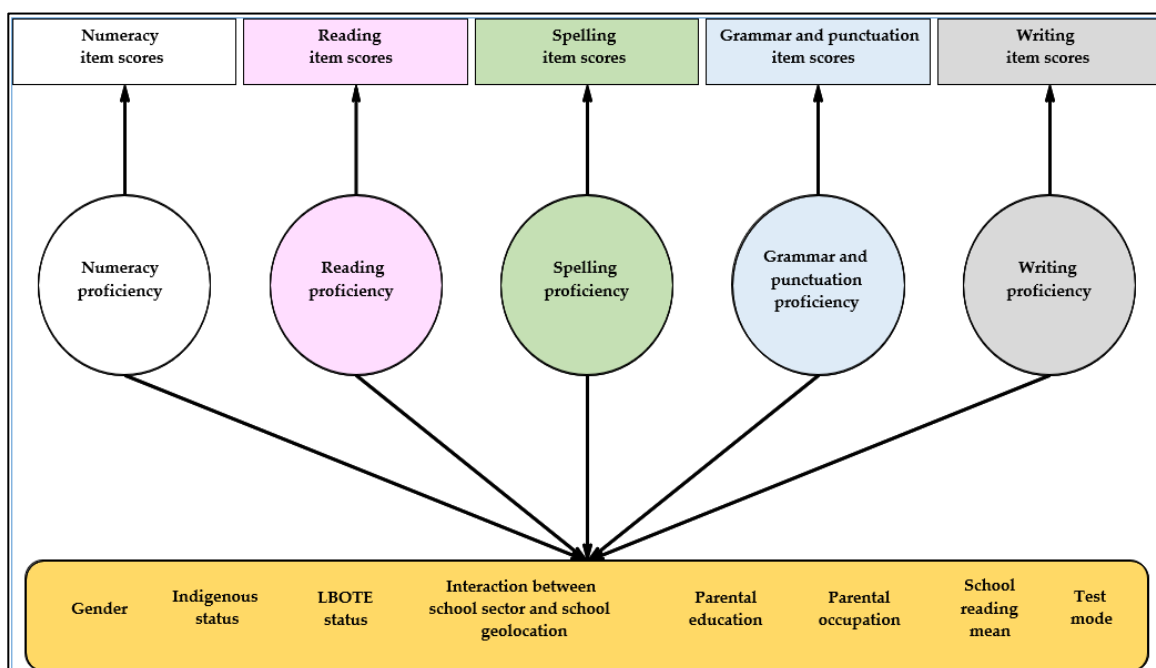 Numeracy
item scores
Reading
item scores
Spelling
item scores
Grammar and punctuation
item scores
Writing
item scores
Numeracy
proficiency
Reading
proficiency
Spelling
proficiency
Grammar and
punctuation
proficiency
Writing
proficiency
Gender
Indigenous
status
LBOTE
status
Interaction between
school sector and school
geolocation
Parental
education
Parental
occupation
School
reading
mean
Test
mode